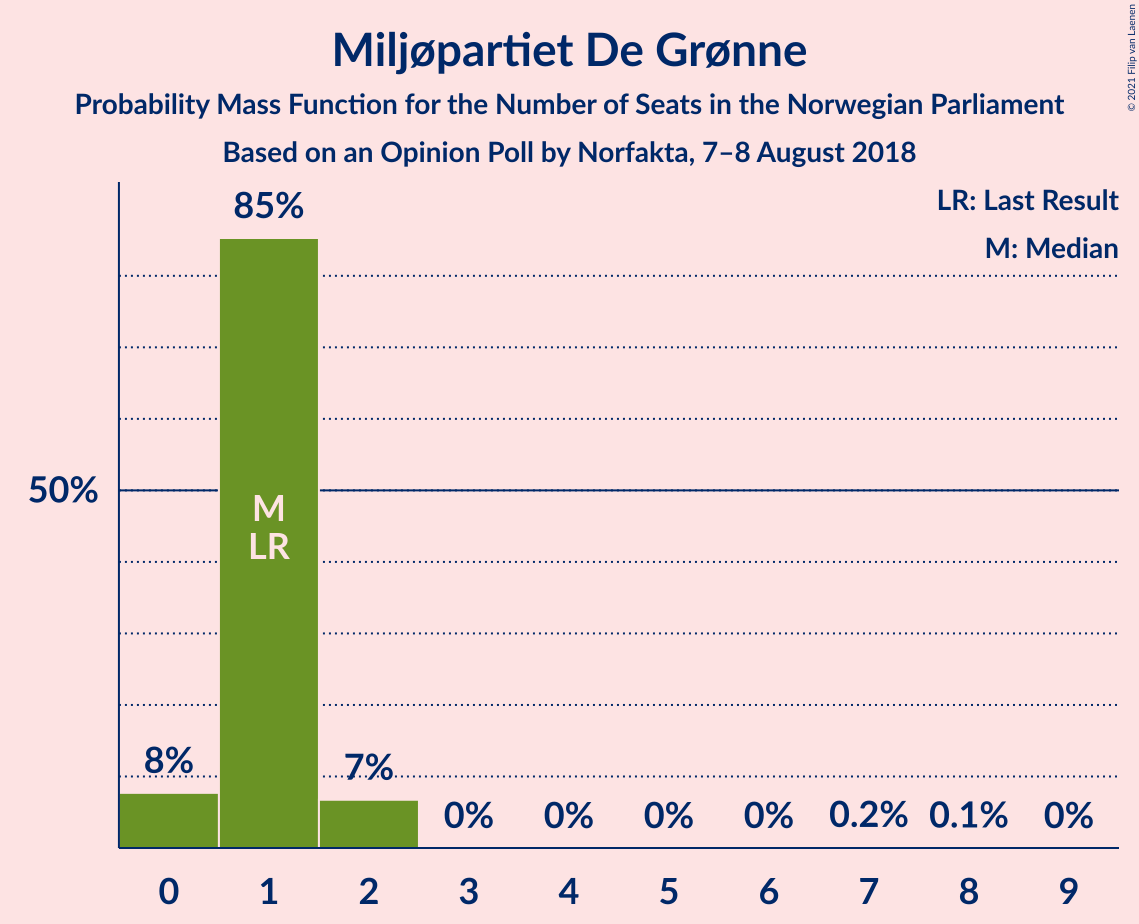 Miljøpartiet De Grønne
Probability Mass Function for the Number of Seats in the Norwegian Parliament
Based on an Opinion Poll by Norfakta, 7–8 August 2018
© 2021 Filip van Laenen
LR: Last Result
M: Median
85%
50%
M
LR
8%
7%
0%
0%
0%
0%
0.2%
0.1%
0%
0
1
2
3
4
5
6
7
8
9